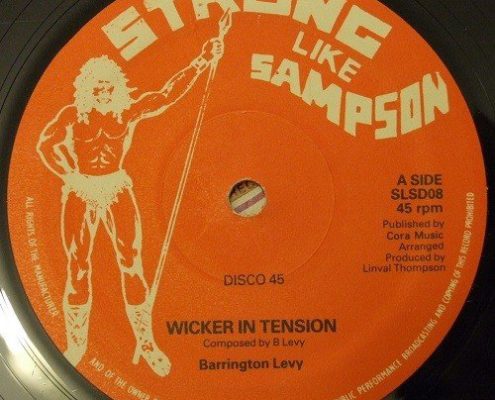 STRONG
LIKE
SAMPSON
A SIDE
SLSD08
45 rpm
Published by
Cora Music
Arranged
Produced by
Linval Thompson
DISCO 45
WICKER IN TENSION
Composed by B Levy
Barrington Levy
ALL RIGHTS OF THE MANUFACTURER
AND OF THE OWNER
PUBLIC PERFORMANCE BROADCASTING AND COPYING OF THIS RECORD PROHIBITED